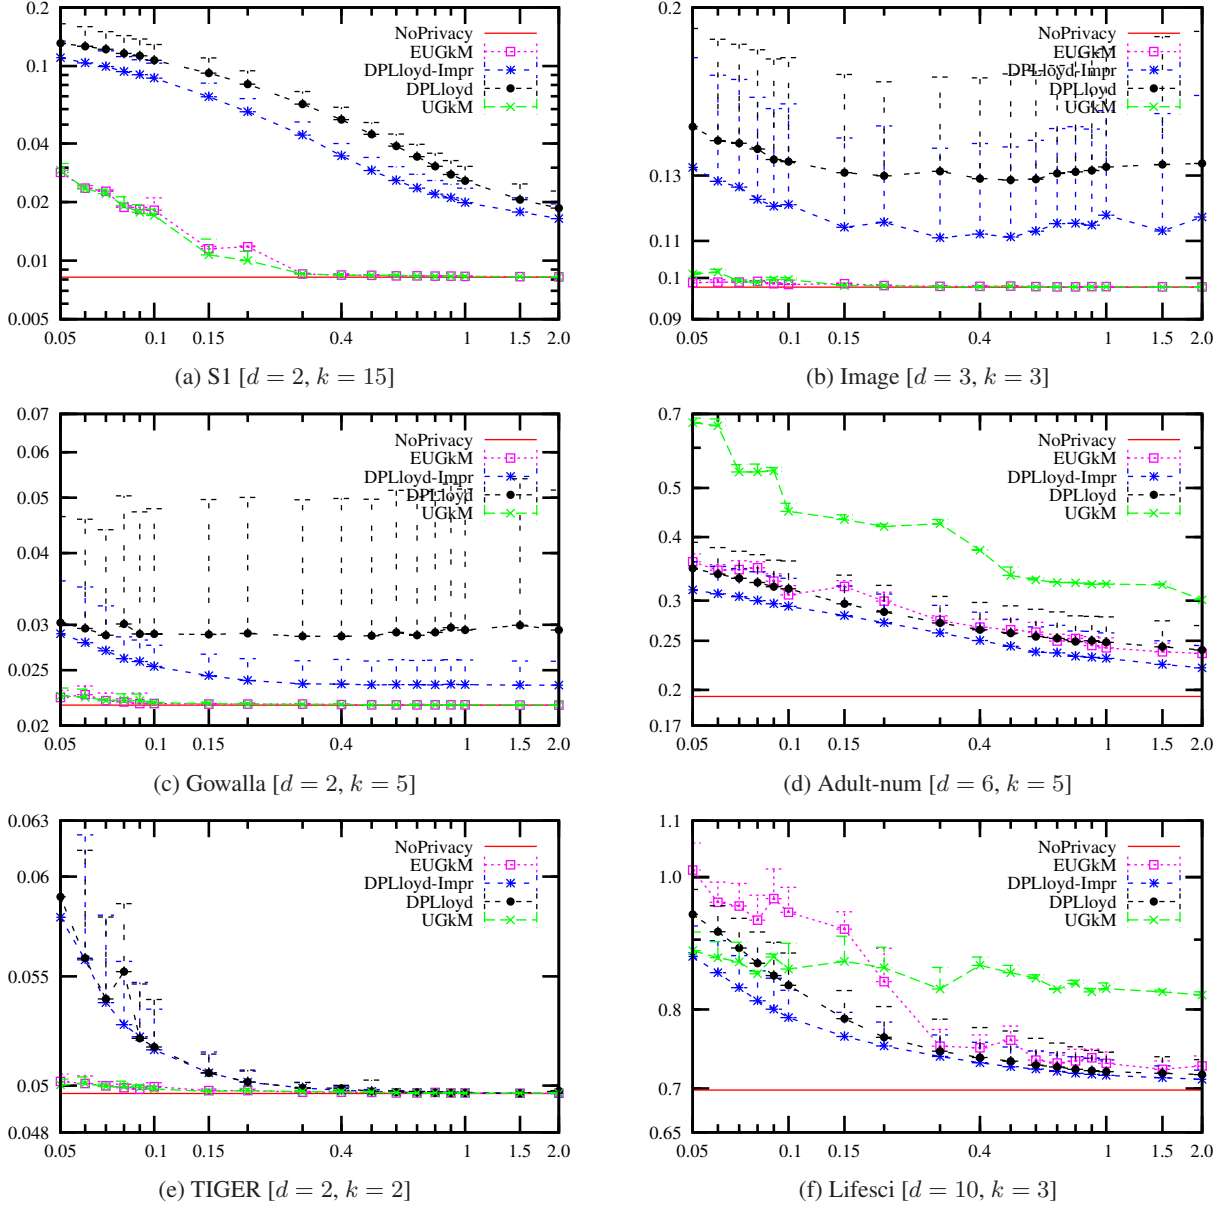 0.2
0.1
0.04
0.02
0.01
0.005
0.05 0.1 0.15 0.4 1 1.5 2.0
NoPrivacy
EUGkM
DPLloyd-Impr
DPLloyd
UGkM
(a) S1 [d = 2, k = 15]
0.2
0.13
0.11
0.1
0.09
0.05 0.1 0.15 0.4 1 1.5 2.0
NoPrivacy
EUGkM
DPLloyd-Impr
DPLloyd
UGkM
(b) Image [d = 3, k = 3]
0.07
0.06
0.05
0.04
0.03
0.025
0.02
0.05 0.1 0.15 0.4 1 1.5 2.0
NoPrivacy
EUGkM
DPLloyd-Impr
DPLloyd
UGkM
(c) Gowalla [d = 2, k = 5]
0.7
0.5
0.4
0.3
0.25
0.2
0.17
0.05 0.1 0.15 0.4 1 1.5 2.0
NoPrivacy
EUGkM
DPLloyd-Impr
DPLloyd
UGkM
(d) Adult-num [d = 6, k = 5]
0.063
0.06
0.055
0.05
0.048
0.05 0.1 0.15 0.4 1 1.5 2.0
NoPrivacy
EUGkM
DPLloyd-Impr
DPLloyd
UGkM
(e) TIGER [d = 2, k = 2]
1.1
1.0
0.8
0.7
0.65
0.05 0.1 0.15 0.4 1 1.5 2.0
NoPrivacy
EUGkM
DPLloyd-Impr
DPLloyd
UGkM
(f) Lifesci [d = 10, k = 3]